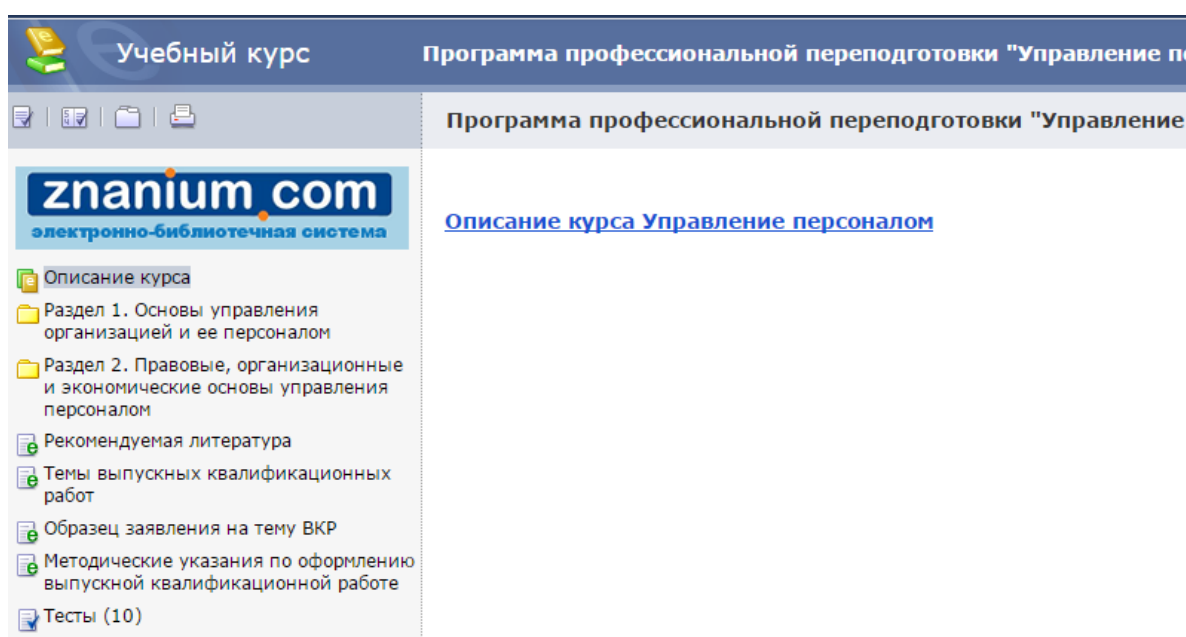 Учебный курс
Программа профессиональной переподготовки "Управление
Программа профессиональной переподготовки "Управление
znanium.com
электронно-библиотечная система
Описание курса Управление персоналом
Описание курса
Раздел 1. Основы управления
организацией и ее персоналом
Раздел 2. Правовые, организационные
и экономические основы управления
персоналом
Рекомендуемая литература
Темы выпускных квалификационных
работ
Образец заявления на тему ВКР
Методические указания по оформлению
выпускной квалификационной работе
Тесты (10)